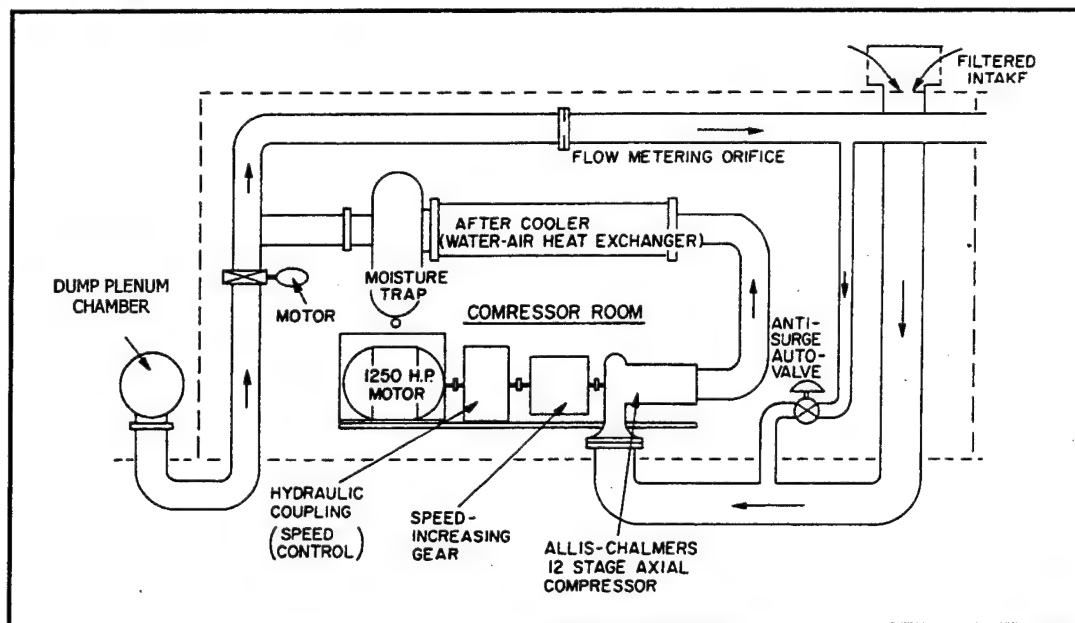 FILTERED
INTAKE
FLOW METERING ORIFICE
AFTER COOLER
(WATER-AIR HEAT EXCHANGER)
MOISTURE
TRAP
DUMP PLENUM
CHAMBER
MOTOR
COMRESSOR ROOM
ANTI-
SURGE
AUTO-
VALVE
1250 H.P.
MOTOR
HYDRAULIC
COUPLING
(SPEED
CONTROL)
SPEED-
INCREASING
GEAR
ALLIS-CHALMERS
12 STAGE AXIAL
COMPRESSOR